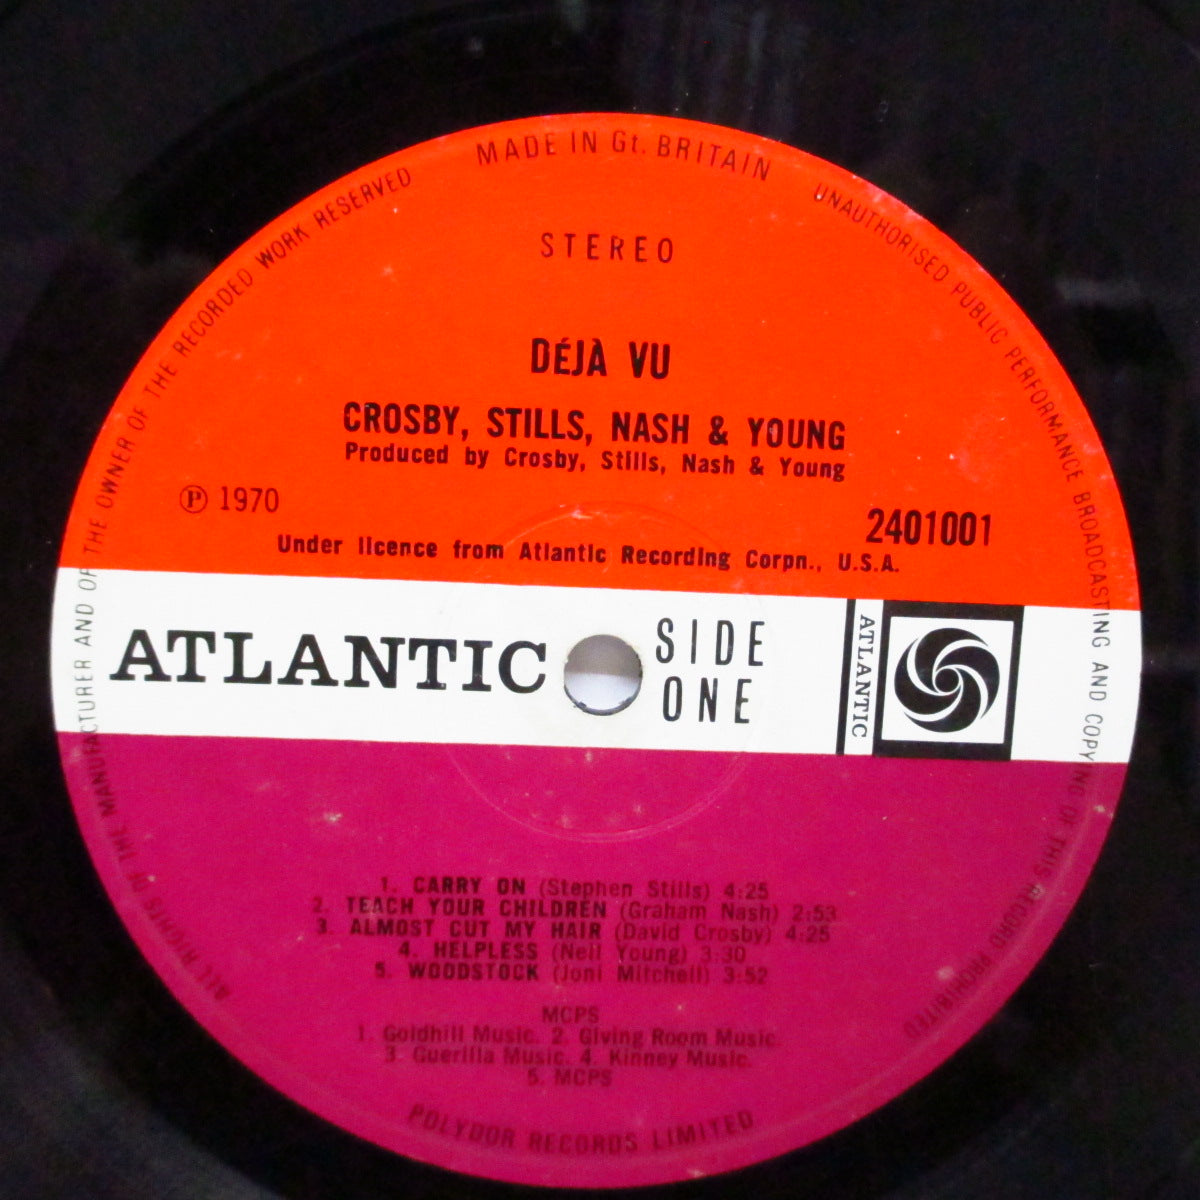 MADE IN Gt. BRITAIN
UNAUTHORISED PUBLIC PERFORMANCE BROADCASTING AND COPYING OF THIS RECORD PROHIBITED
ALL RIGHTS OF THE MANUFACTURER AND OF THE OWNER OF THE RECORDED WORK RESERVED
STEREO
DÉJÀ VU
CROSBY, STILLS, NASH & YOUNG
Produced by Crosby, Stills, Nash & Young
Ⓟ 1970
2401001
Under licence from Atlantic Recording Corpn., U.S.A.
ATLANTIC
SIDE
ONE
ATLANTIC
1. CARRY ON (Stephen Stills) 4:25
2. TEACH YOUR CHILDREN (Graham Nash) 2:53
3. ALMOST CUT MY HAIR (David Crosby) 4:25
4. HELPLESS (Neil Young) 3:30
5. WOODSTOCK (Joni Mitchell) 3:52
MCPS
1. Goldhill Music. 2. Giving Room Music.
3. Guerilla Music. 4. Kinney Music.
5. MCPS
POLYDOR RECORDS LIMITED